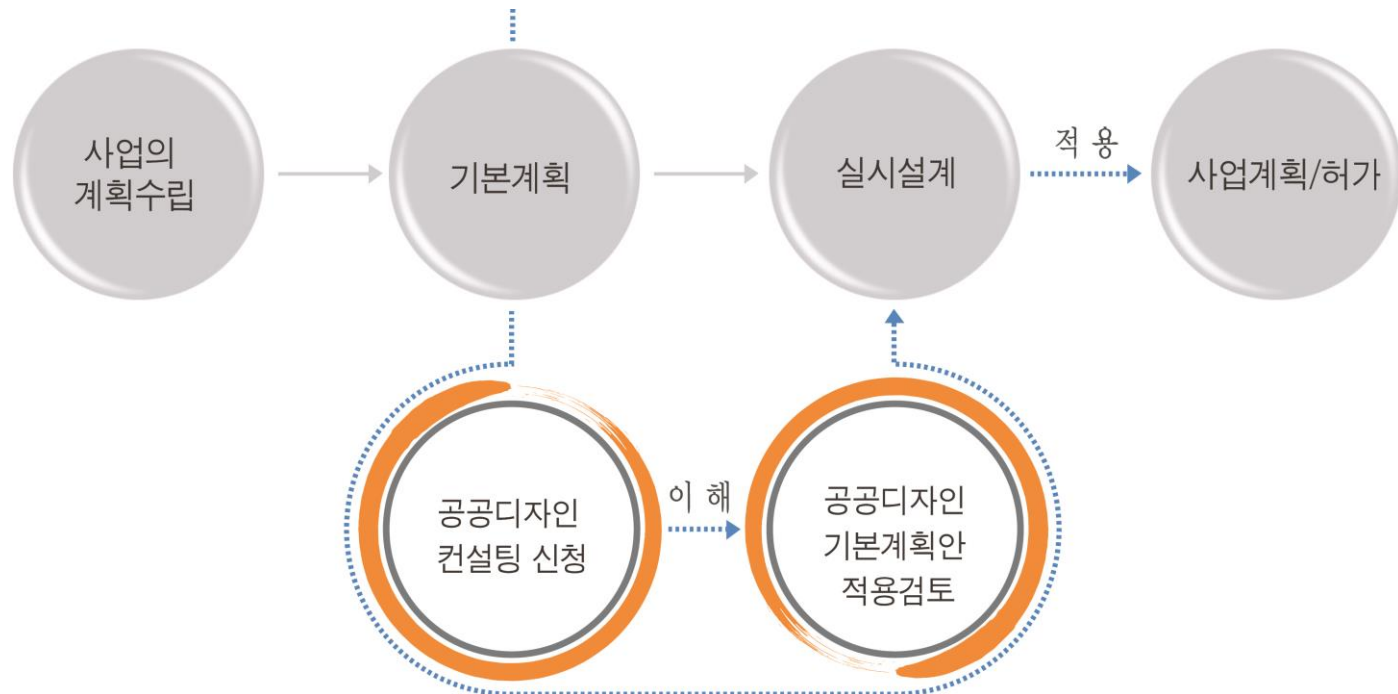 사업의
계획수립
기본계획
실시설계
적용
사업계획/허가
공공디자인
컨설팅 신청
이해
공공디자인
기본계획안
적용검토